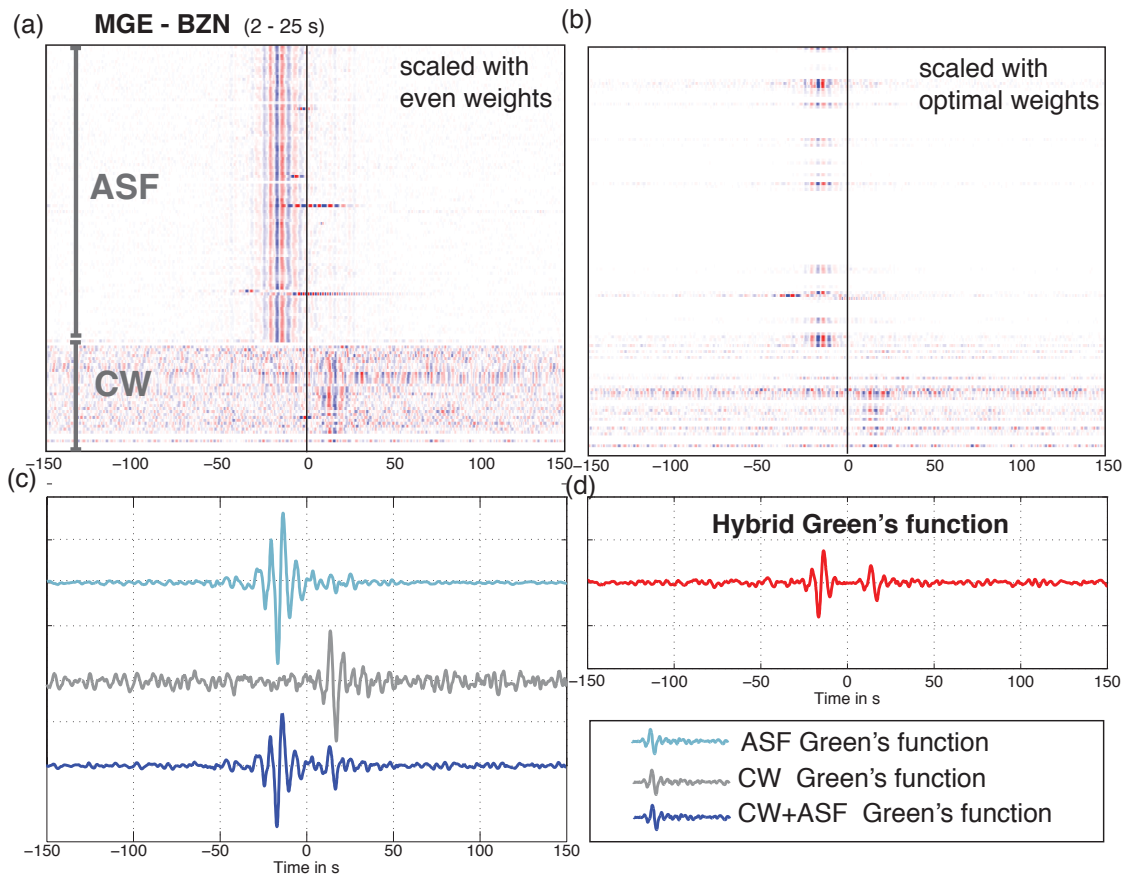 (a) MGE - BZN (2 - 25 s)
scaled with
even weights
ASF
CW
−150 −100 −50 0 50 100 150
(b)
scaled with
optimal weights
−150 −100 −50 0 50 100 150
(c)
−150 −100 −50 0 50 100 150
Time in s
(d)
Hybrid Green's function
−150 −100 −50 0 50 100 150
Time in s
ASF Green's function
CW Green's function
CW+ASF Green's function